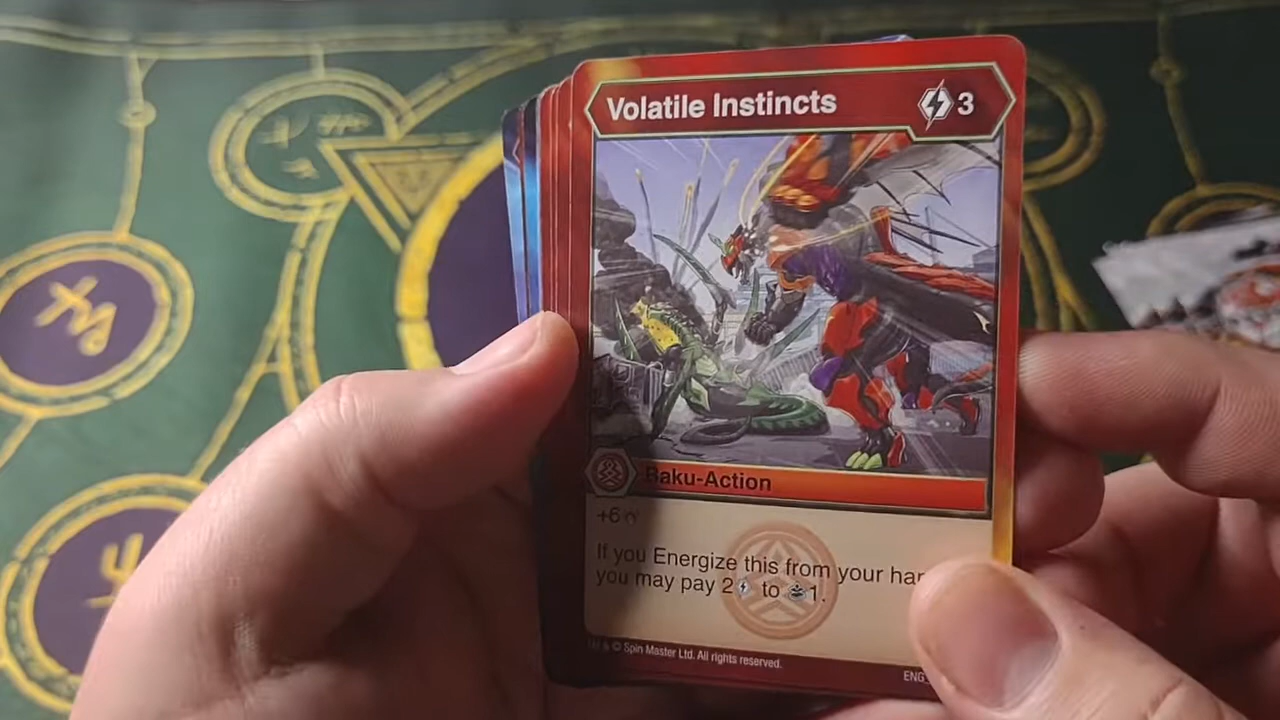 Volatile Instincts 3
Baku-Action
+6
If you Energize this from your
you may pay 2 to 1.
© Spin Master Ltd. All rights reserved.
ENG